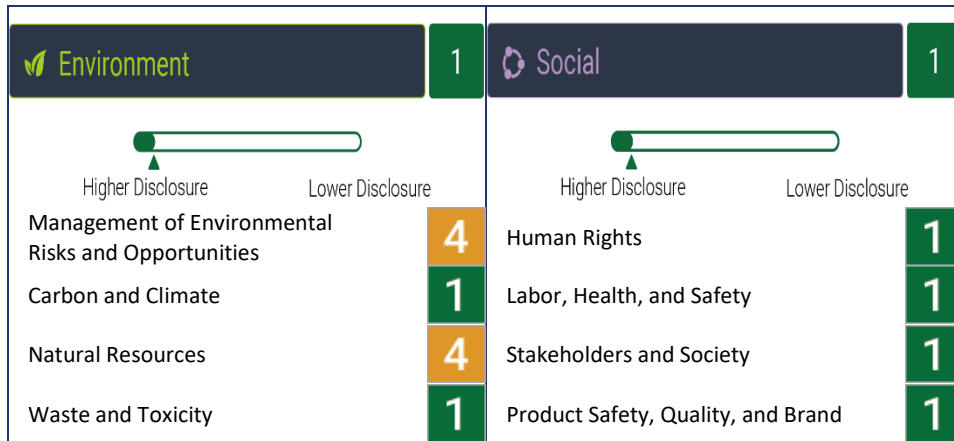 Environment 1
Higher Disclosure Lower Disclosure
Management of Environmental
Risks and Opportunities 4
Carbon and Climate 1
Natural Resources 4
Waste and Toxicity 1
Social 1
Higher Disclosure Lower Disclosure
Human Rights 1
Labor, Health, and Safety 1
Stakeholders and Society 1
Product Safety, Quality, and Brand 1